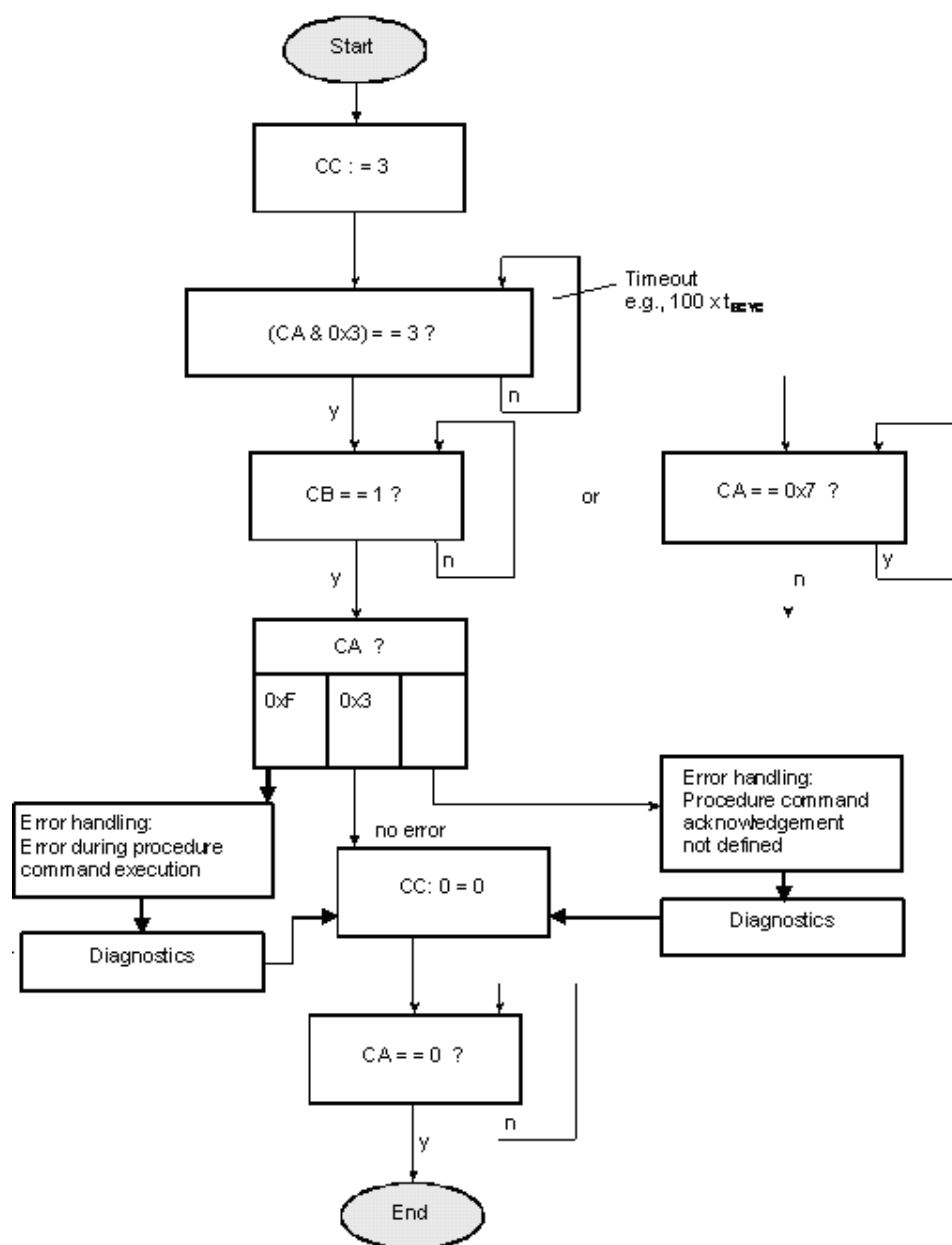 Start
CC : = 3
Timeout
e.g., 100 x t
(CA & 0x3) = = 3 ?
n
y
CB = = 1 ?
or
CA = = 0x7 ?
n
y
y
n
CA ?
0xF
0x3
Error handling:
Procedure command
acknowledgement
not defined
Error handling:
Error during procedure
command execution
no error
CC: 0 = 0
Diagnostics
Diagnostics
CA = = 0 ?
n
y
End